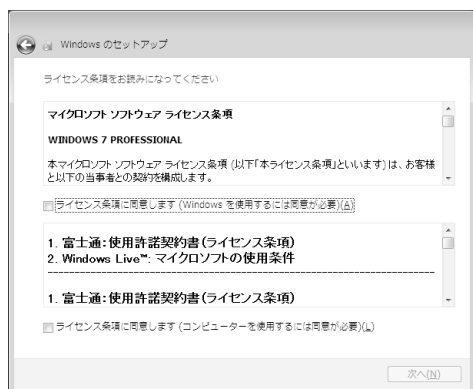 Windows のセットアップ
ライセンス条項をお読みになってください
マイクロソフト ソフトウェア ライセンス条項
WINDOWS 7 PROFESSIONAL
本マイクロソフト ソフトウェア ライセンス条項 (以下「本ライセンス条項」といいます) は、お客様
と以下の当事者との契約を構成します。
ライセンス条項に同意します (Windows を使用するには同意が必要)(A)
1. 富士通：使用許諾契約書（ライセンス条項）
2. Windows Live™: マイクロソフトの使用条件
1. 富士通：使用許諾契約書（ライセンス条項）
ライセンス条項に同意します (コンピューターを使用するには同意が必要)(L)
次へ(N)